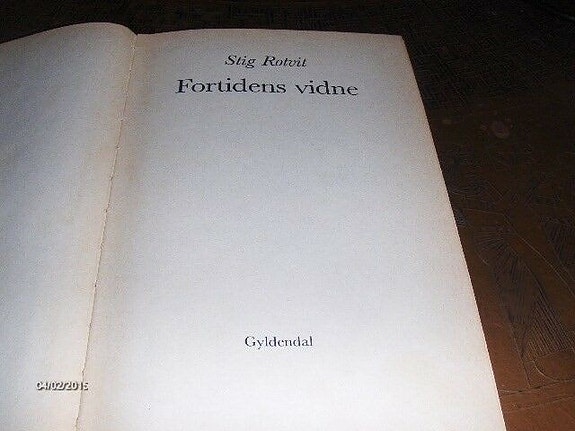 Stig Rotvit
Fortidens vidne
Gyldendal
04/02/2015